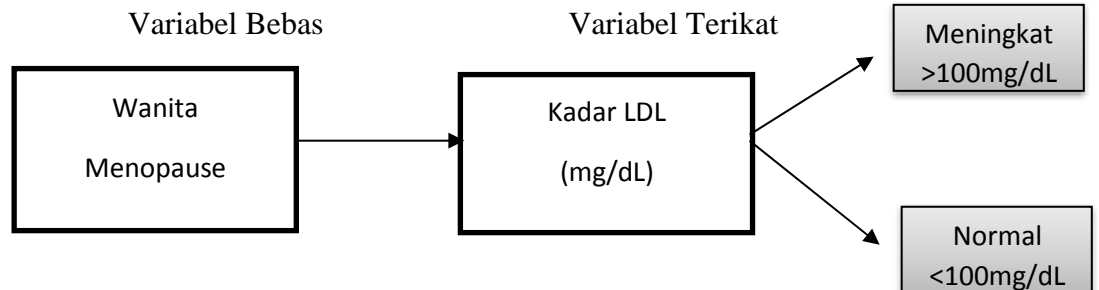 Variabel Bebas
Variabel Terikat
Wanita
Menopause
Kadar LDL
(mg/dL)
Meningkat
>100mg/dL
Normal
<100mg/dL